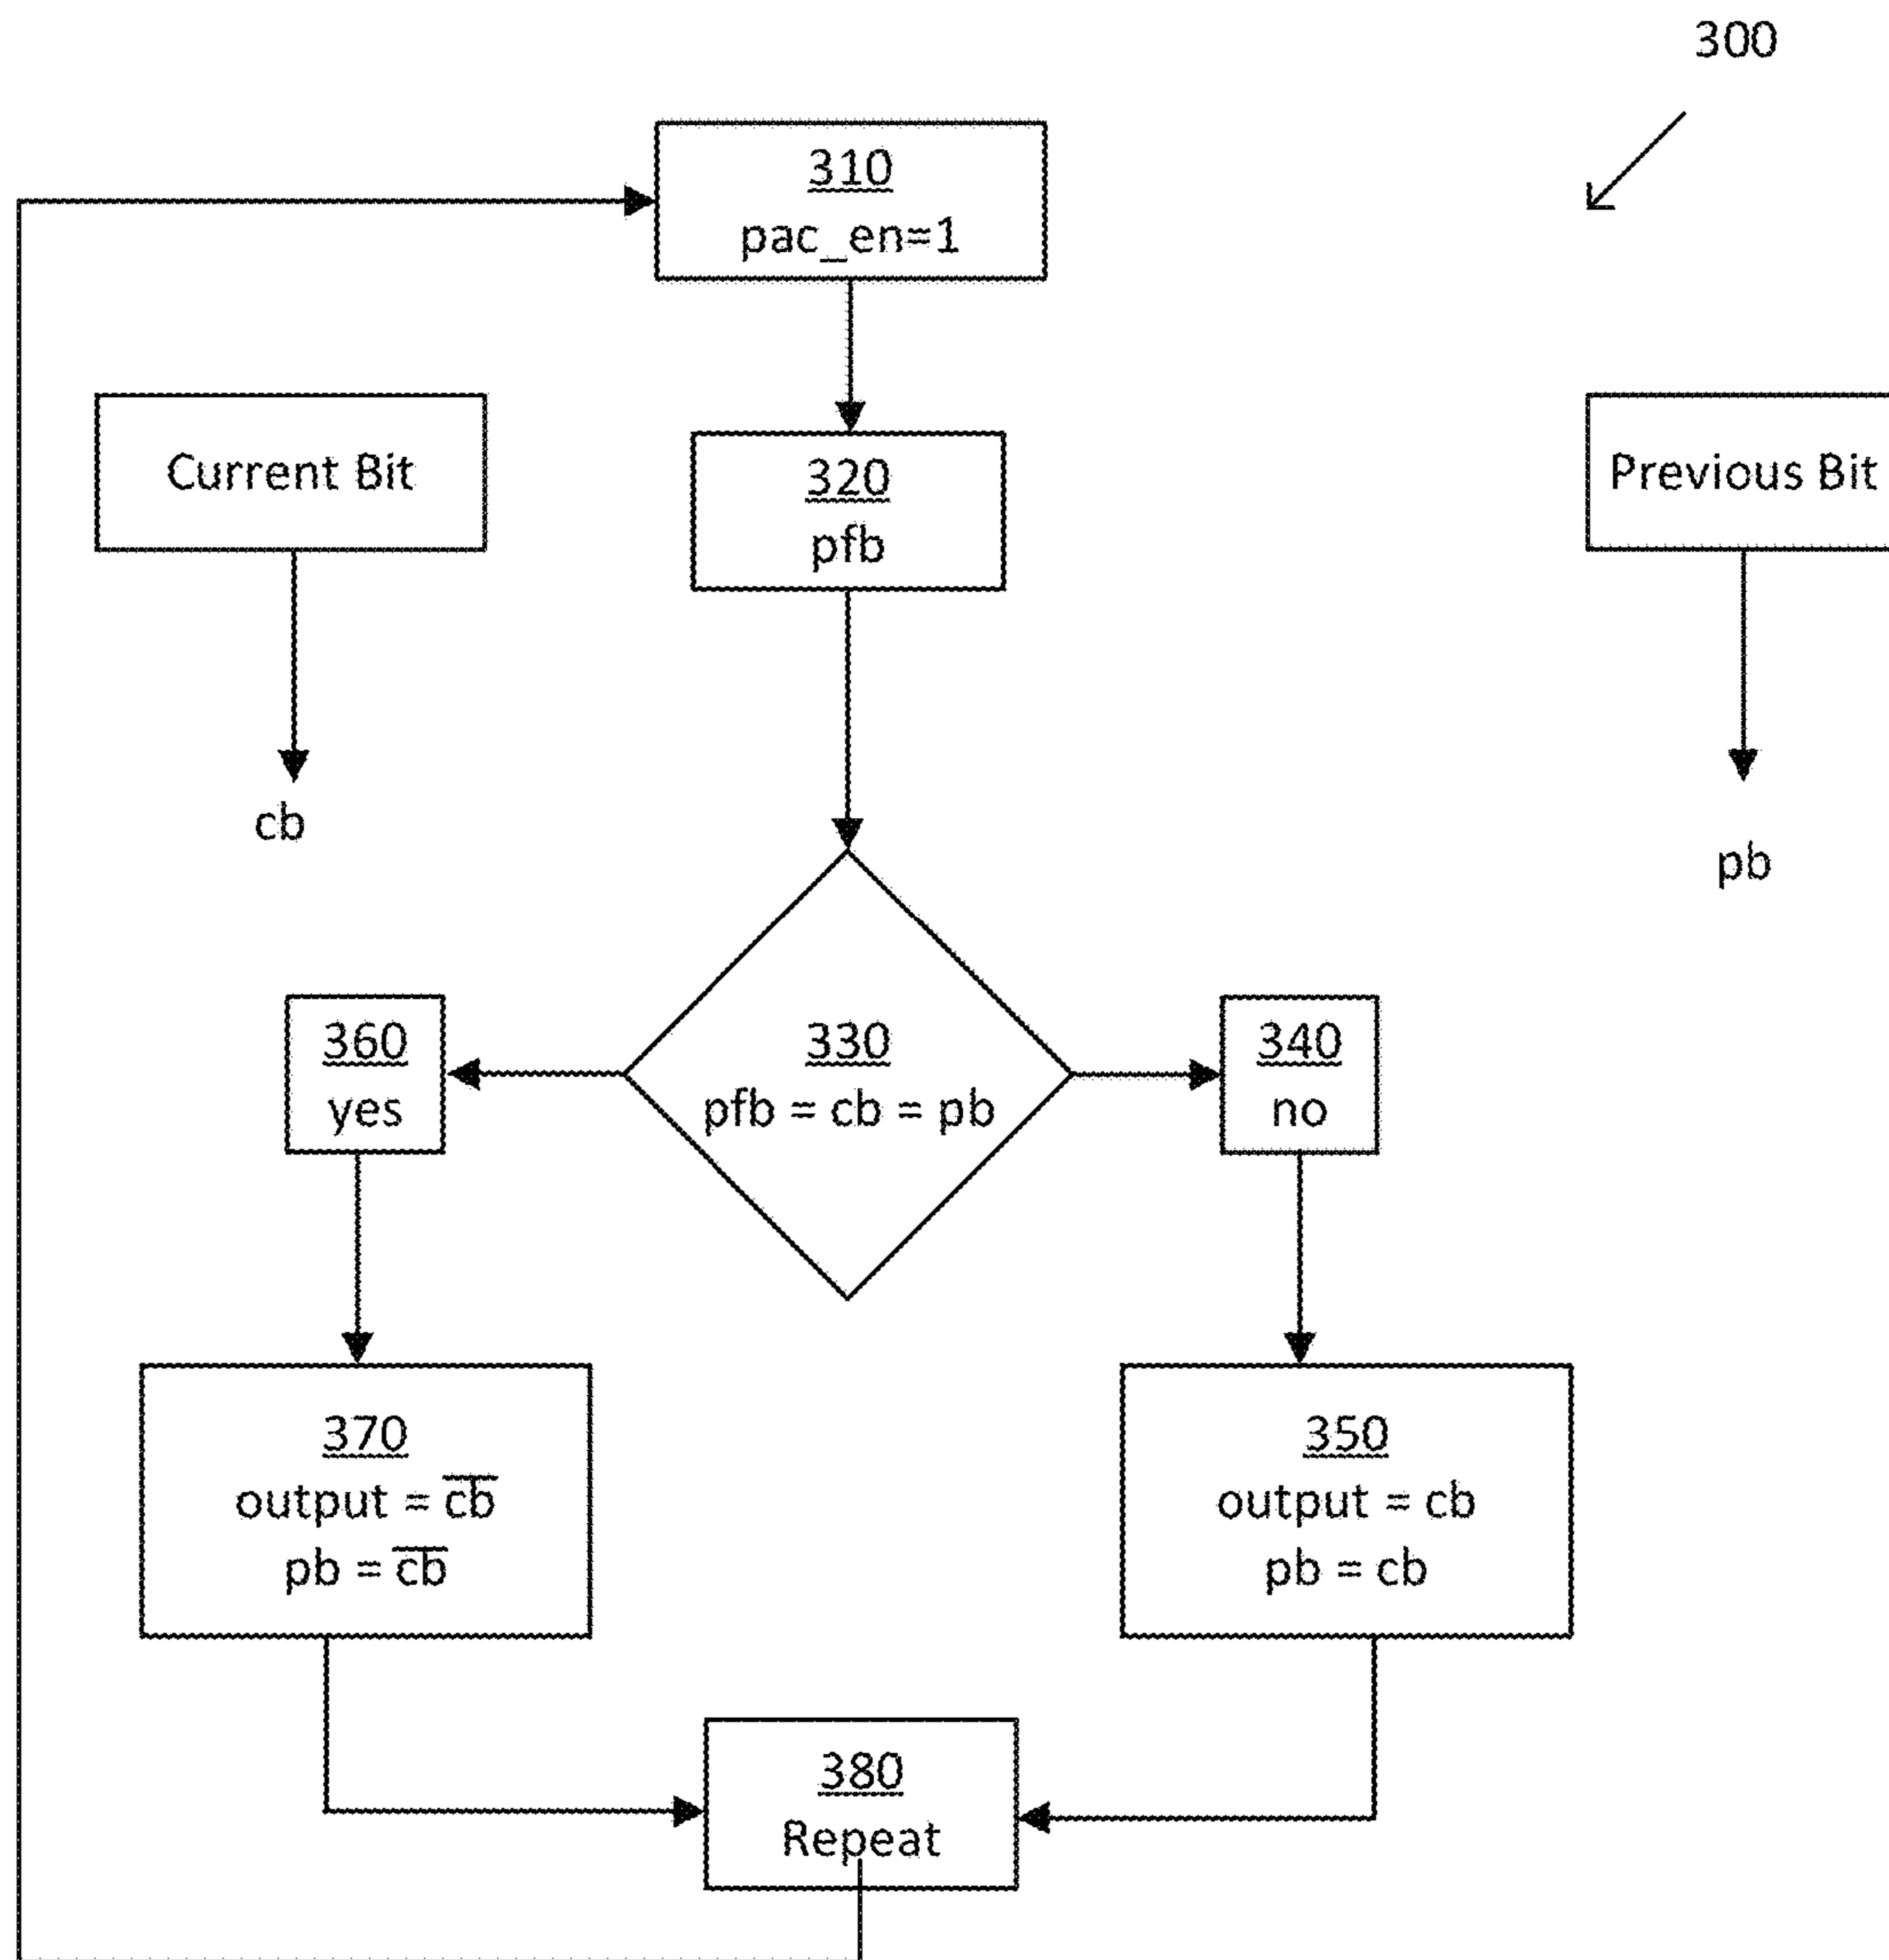 300
310
pac_en=1
Current Bit
320
pfb
Previous Bit
cb
pb
360
yes
330
pfb = cb = pb
340
no
370
output = c̅b̅
pb = c̅b̅
350
output = cb
pb = cb
380
Repeat